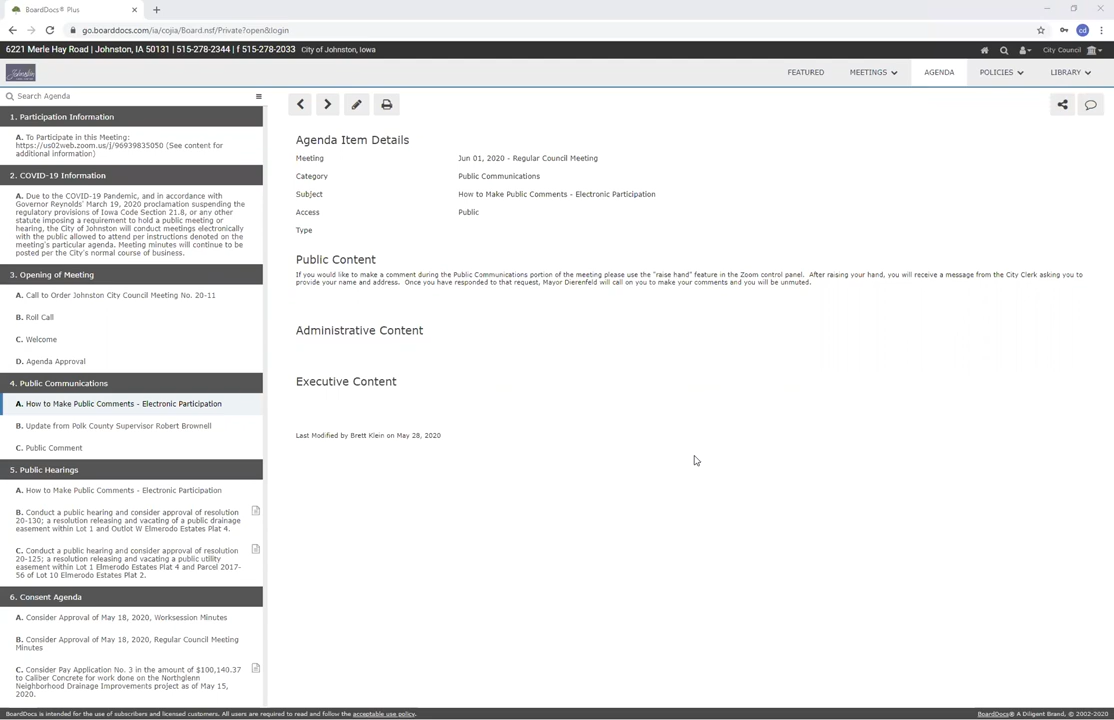 BoardDocs® Plus
go.boarddocs.com/ia/cojia/Board.nsf/Private?open&login
cd
6221 Merle Hay Road | Johnston, IA 50131 | t 515-278-2344 | f 515-278-2033 City of Johnston, Iowa
City Council
Johnston
FEATURED MEETINGS AGENDA POLICIES LIBRARY
Search Agenda
1. Participation Information
A. To Participate in this Meeting:
https://us02web.zoom.us/j/96939835050 (See content for
additional information)
2. COVID-19 Information
A. Due to the COVID-19 Pandemic, and in accordance with
Governor Reynolds' March 19, 2020 proclamation suspending
the regulatory provisions of Iowa Code Section 21.8, or any other
statute imposing a requirement to hold a public meeting or
hearing, the City of Johnston will conduct meetings electronically
with the public allowed to attend per instructions denoted on the
meeting's particular agenda. Meeting minutes will continue to be
posted per the City's normal course of business.
3. Opening of Meeting
A. Call to Order Johnston City Council Meeting No. 20-11
B. Roll Call
C. Welcome
D. Agenda Approval
4. Public Communications
A. How to Make Public Comments - Electronic Participation
B. Update from Polk County Supervisor Robert Brownell
C. Public Comment
5. Public Hearings
A. How to Make Public Comments - Electronic Participation
B. Conduct a public hearing and consider approval of resolution
20-130; a resolution releasing and vacating of a public drainage
easement within Lot 1 and Outlot W Elmerodo Estates Plat 4.
C. Conduct a public hearing and consider approval of resolution
20-125; a resolution releasing and vacating a public utility
easement within Lot 1 Elmerodo Estates Plat 4 and Parcel 2017-
56 of Lot 10 Elmerodo Estates Plat 2.
6. Consent Agenda
A. Consider Approval of May 18, 2020, Worksession Minutes
B. Consider Approval of May 18, 2020, Regular Council Meeting
Minutes
C. Consider Pay Application No. 3 in the amount of $100,140.37
to Caliber Concrete for work done on the Northglenn
Neighborhood Drainage Improvements project as of May 15,
2020.
Agenda Item Details
Meeting Jun 01, 2020 - Regular Council Meeting
Category Public Communications
Subject How to Make Public Comments - Electronic Participation
Access Public
Type
Public Content
If you would like to make a comment during the Public Communications portion of the meeting please use the "raise hand" feature in the Zoom control panel. After raising your hand, you will receive a message from the City Clerk asking you to
provide your name and address. Once you have responded to that request, Mayor Dierenfeld will call on you to make your comments and you will be unmuted.
Administrative Content
Executive Content
Last Modified by Brett Klein on May 28, 2020
BoardDocs is intended for the use of subscribers and licensed customers. All users are required to read and follow the acceptable use policy. BoardDocs® A Diligent Brand, © 2002-2020